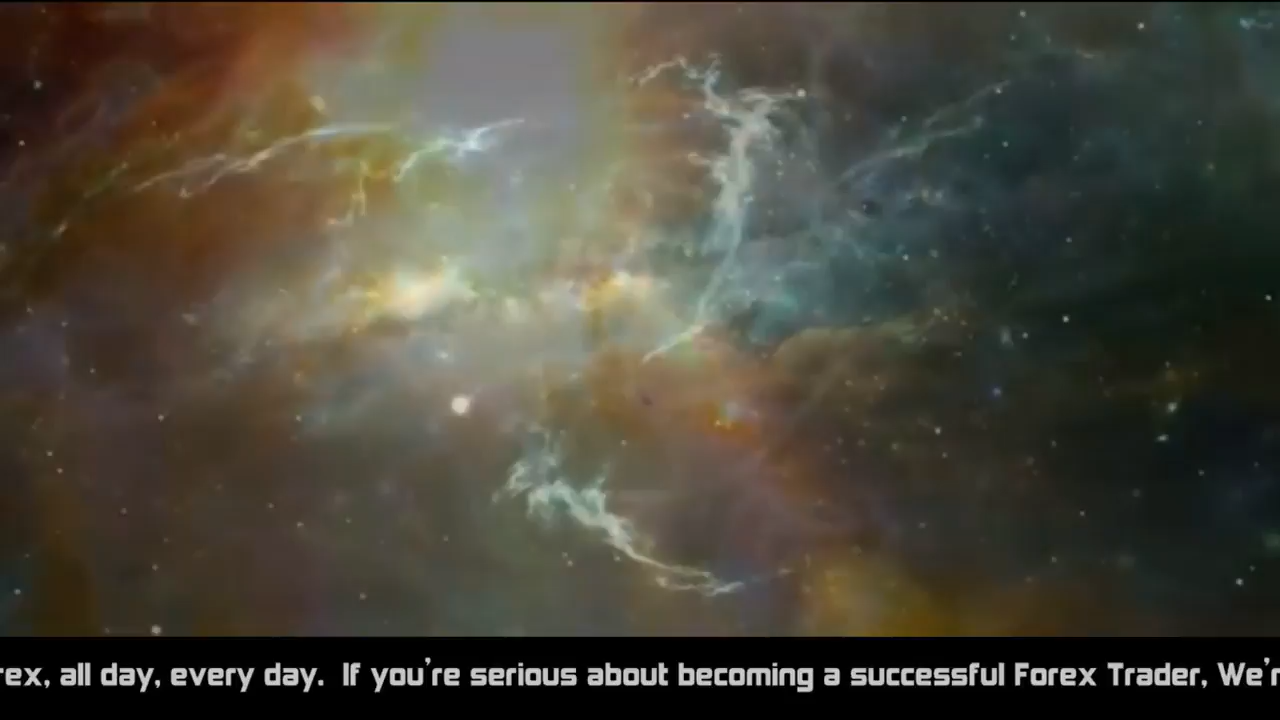 rex, all day, every day.  If you're serious about becoming a successful Forex Trader, We'r